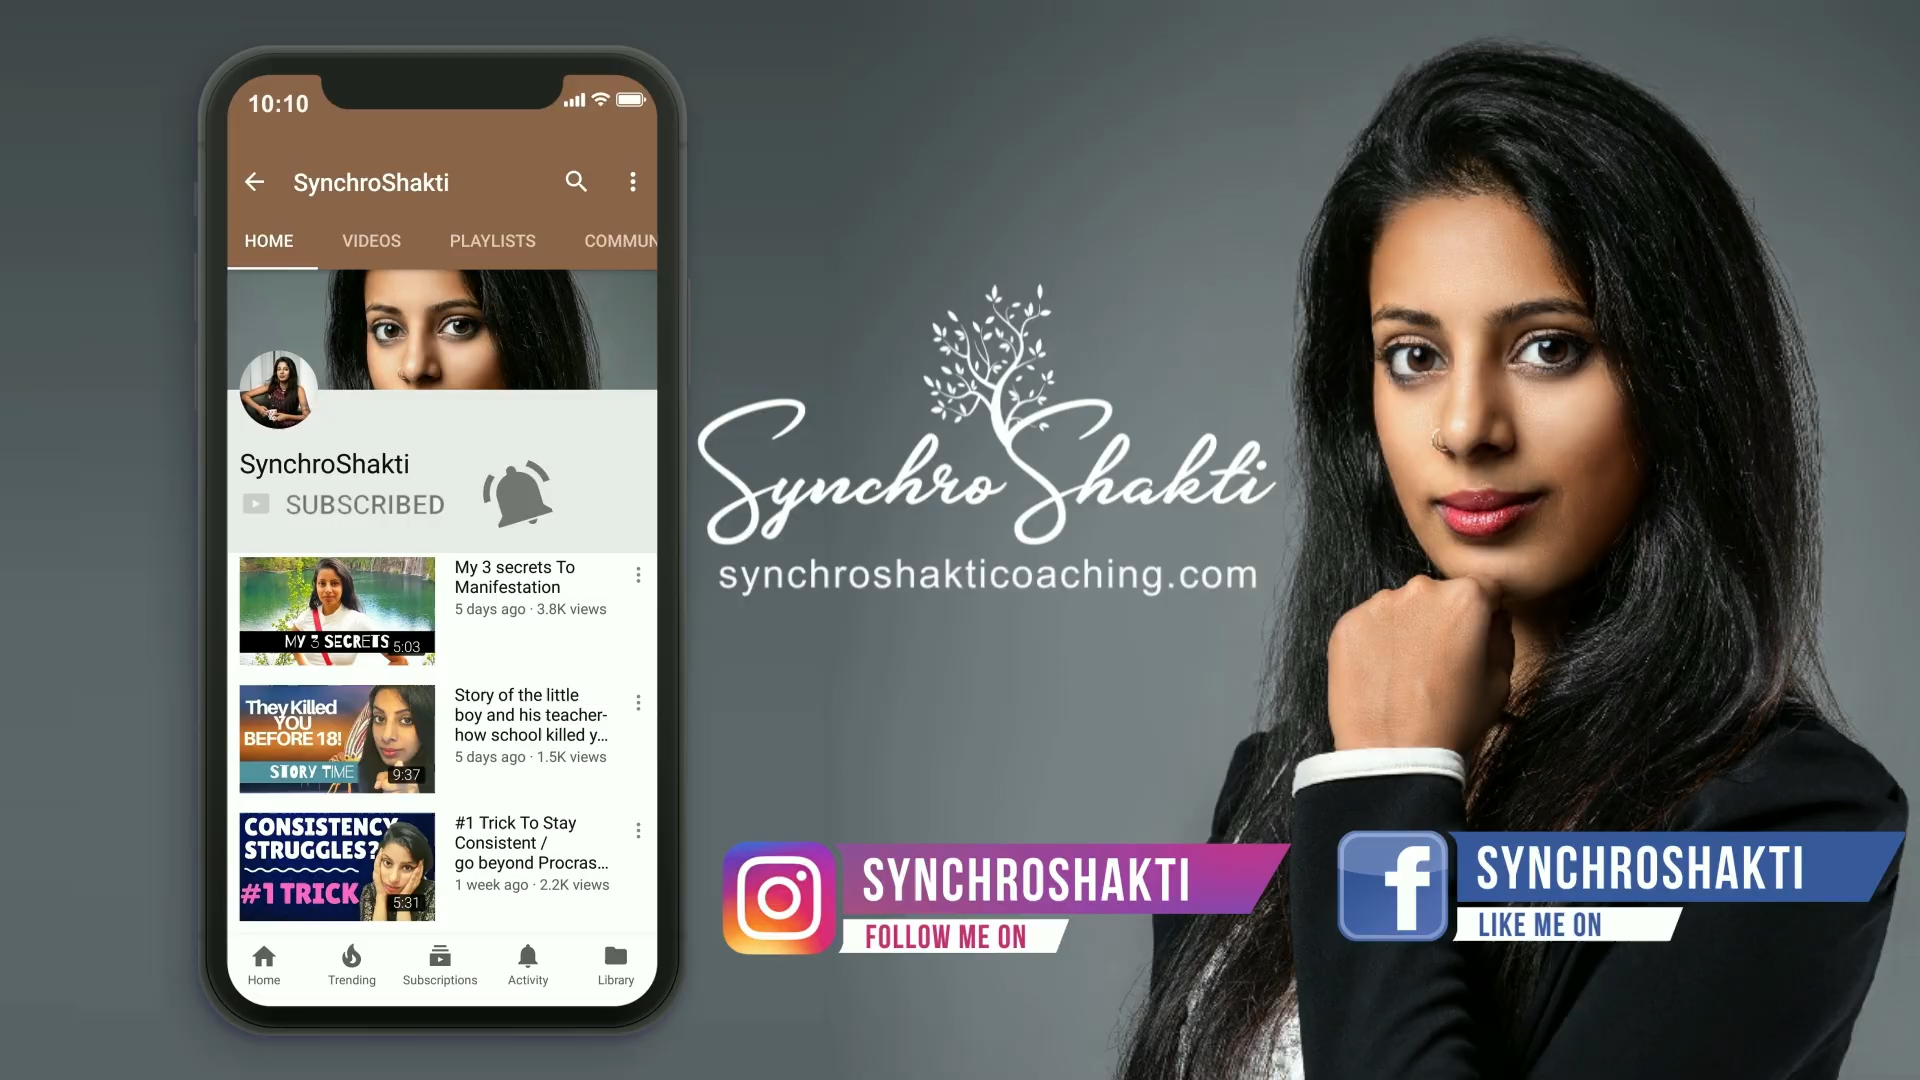 10:10
SynchroShakti
HOME VIDEOS PLAYLISTS COMMUN
SynchroShakti
SUBSCRIBED
MY 3 SECRETS
5:03
My 3 secrets To
Manifestation
5 days ago · 3.8K views
They Killed
YOU
BEFORE 18!
STORY TIME
9:37
Story of the little
boy and his teacher-
how school killed y...
5 days ago · 1.5K views
CONSISTENCY
STRUGGLES?
#1 TRICK
5:31
#1 Trick To Stay
Consistent /
go beyond Procras...
1 week ago · 2.2K views
Home Trending Subscriptions Activity Library
SynchroShakti
synchroshakticoaching.com
SYNCHROSHAKTI
FOLLOW ME ON
f
SYNCHROSHAKTI
LIKE ME ON